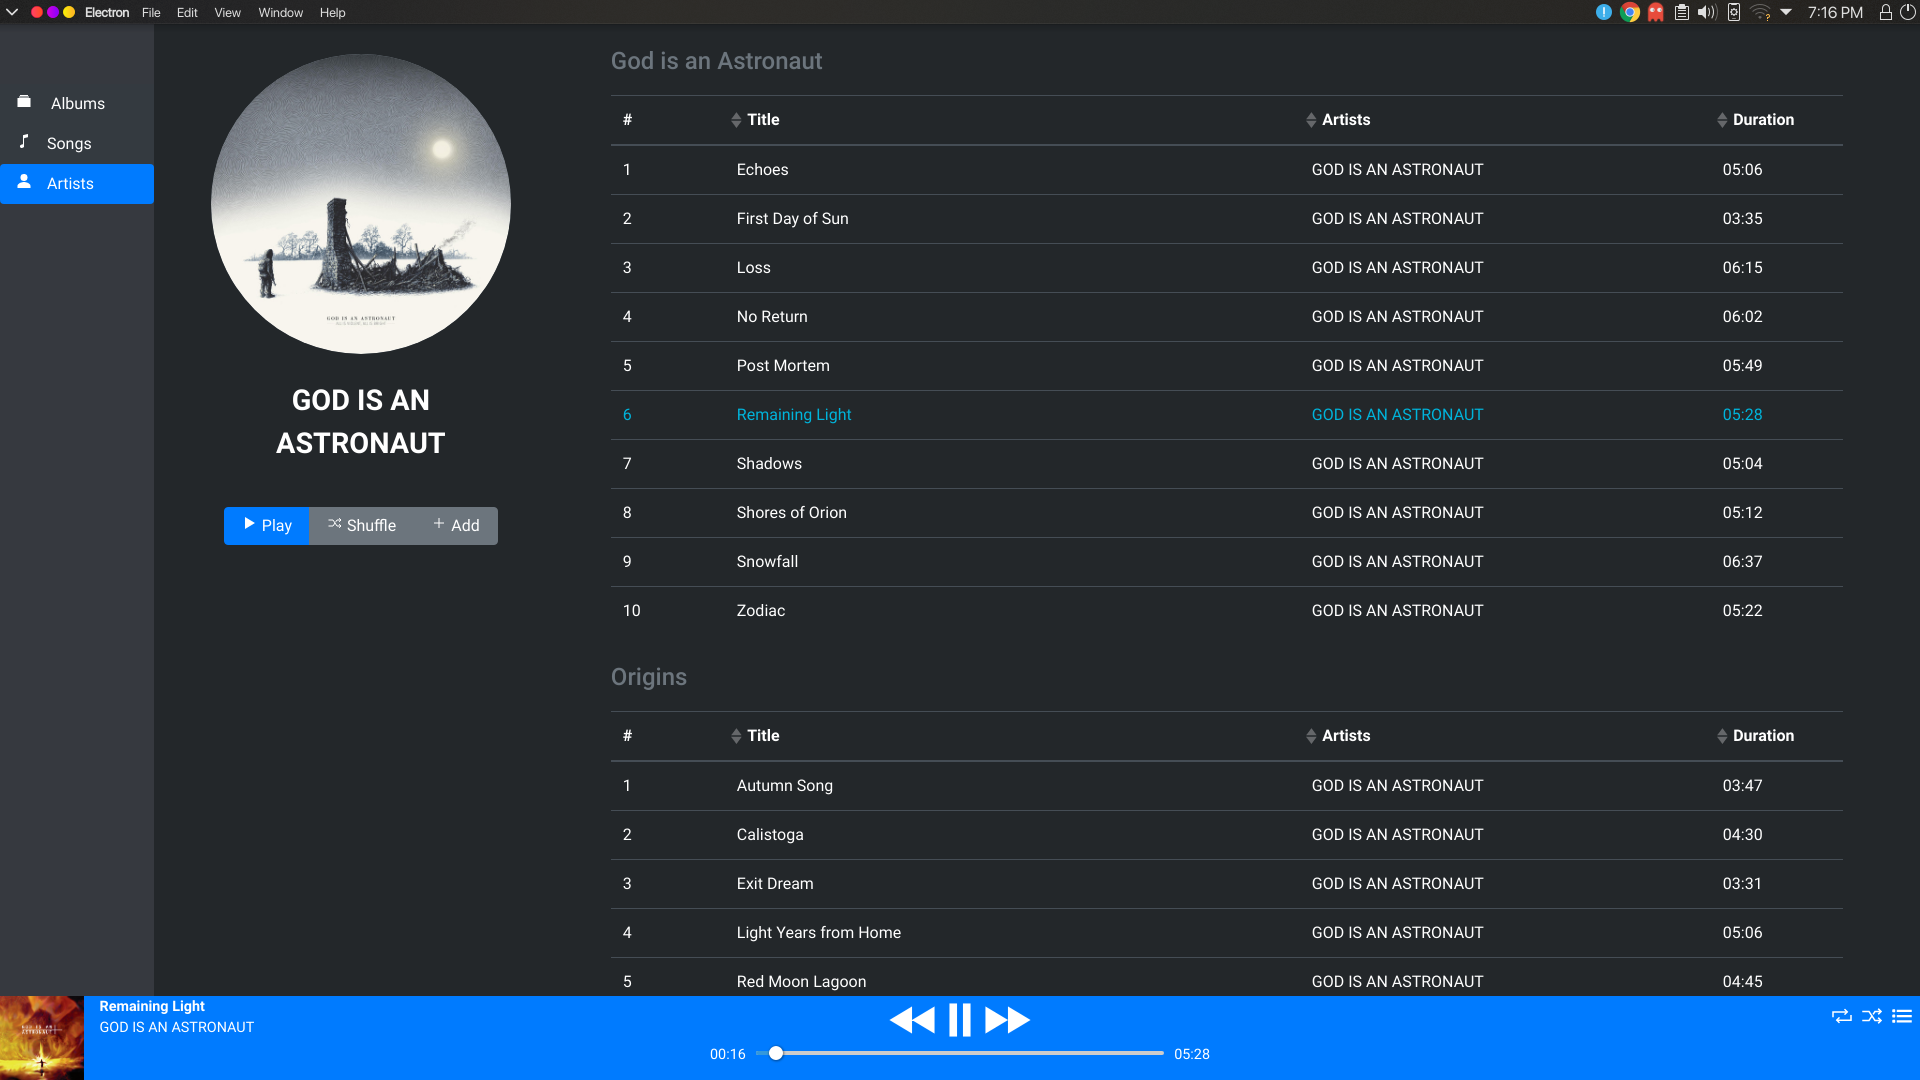 Electron File Edit View Window Help 7:16 PM
Albums
Songs
Artists
GOD IS AN ASTRONAUT
GOD IS AN
ASTRONAUT
Play Shuffle Add
God is an Astronaut
# Title Artists Duration
1 Echoes GOD IS AN ASTRONAUT 05:06
2 First Day of Sun GOD IS AN ASTRONAUT 03:35
3 Loss GOD IS AN ASTRONAUT 06:15
4 No Return GOD IS AN ASTRONAUT 06:02
5 Post Mortem GOD IS AN ASTRONAUT 05:49
6 Remaining Light GOD IS AN ASTRONAUT 05:28
7 Shadows GOD IS AN ASTRONAUT 05:04
8 Shores of Orion GOD IS AN ASTRONAUT 05:12
9 Snowfall GOD IS AN ASTRONAUT 06:37
10 Zodiac GOD IS AN ASTRONAUT 05:22
Origins
# Title Artists Duration
1 Autumn Song GOD IS AN ASTRONAUT 03:47
2 Calistoga GOD IS AN ASTRONAUT 04:30
3 Exit Dream GOD IS AN ASTRONAUT 03:31
4 Light Years from Home GOD IS AN ASTRONAUT 05:06
5 Red Moon Lagoon GOD IS AN ASTRONAUT 04:45
GOD IS AN
ASTRONAUT
Remaining Light
GOD IS AN ASTRONAUT
00:16 05:28